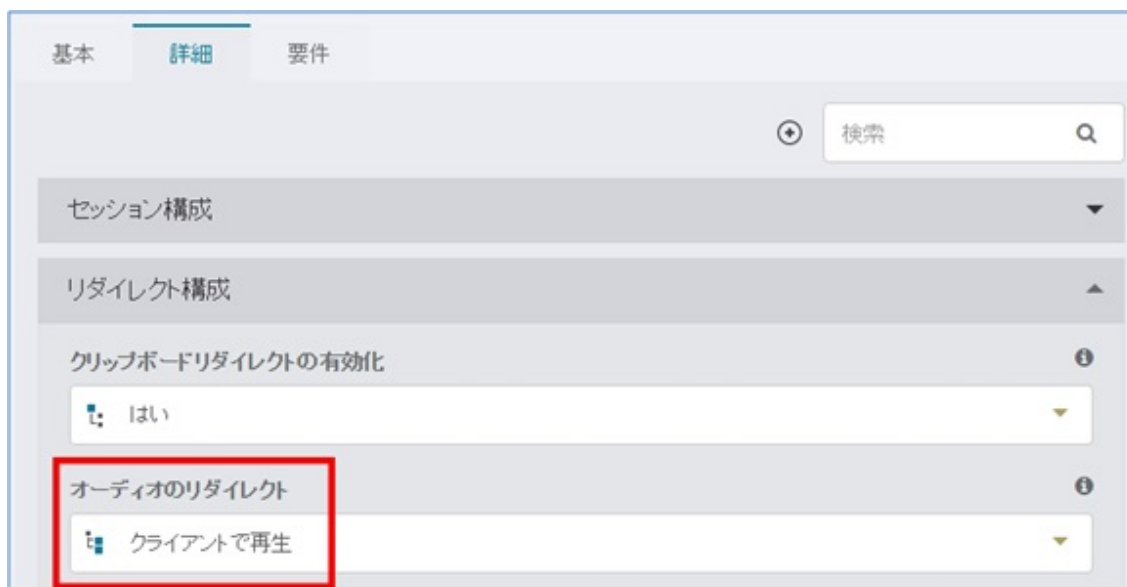 基本 詳細 要件
検索
セッション構成
リダイレクト構成
クリップボードリダイレクトの有効化
はい
オーディオのリダイレクト
クライアントで再生